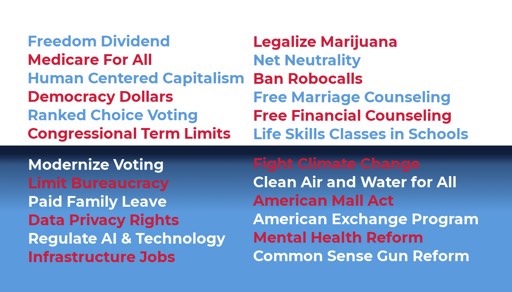 Freedom Dividend
Medicare For All
Human Centered Capitalism
Democracy Dollars
Ranked Choice Voting
Congressional Term Limits
Modernize Voting
Limit Bureaucracy
Paid Family Leave
Data Privacy Rights
Regulate AI & Technology
Infrastructure Jobs
Legalize Marijuana
Net Neutrality
Ban Robocalls
Free Marriage Counseling
Free Financial Counseling
Life Skills Classes in Schools
Fight Climate Change
Clean Air and Water for All
American Mall Act
American Exchange Program
Mental Health Reform
Common Sense Gun Reform